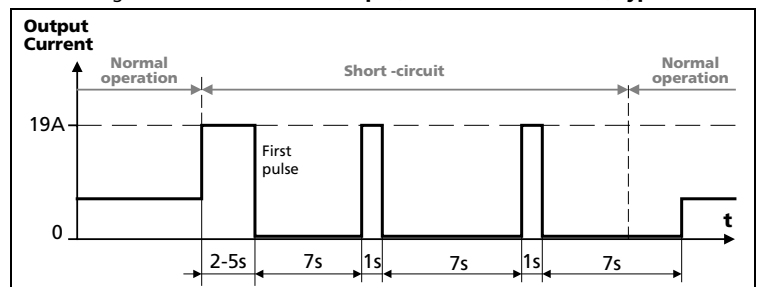 Output
Current
Normal
operation
Short -circuit
Normal
operation
19A
First
pulse
0
t
2-5s
7s
1s
7s
1s
7s